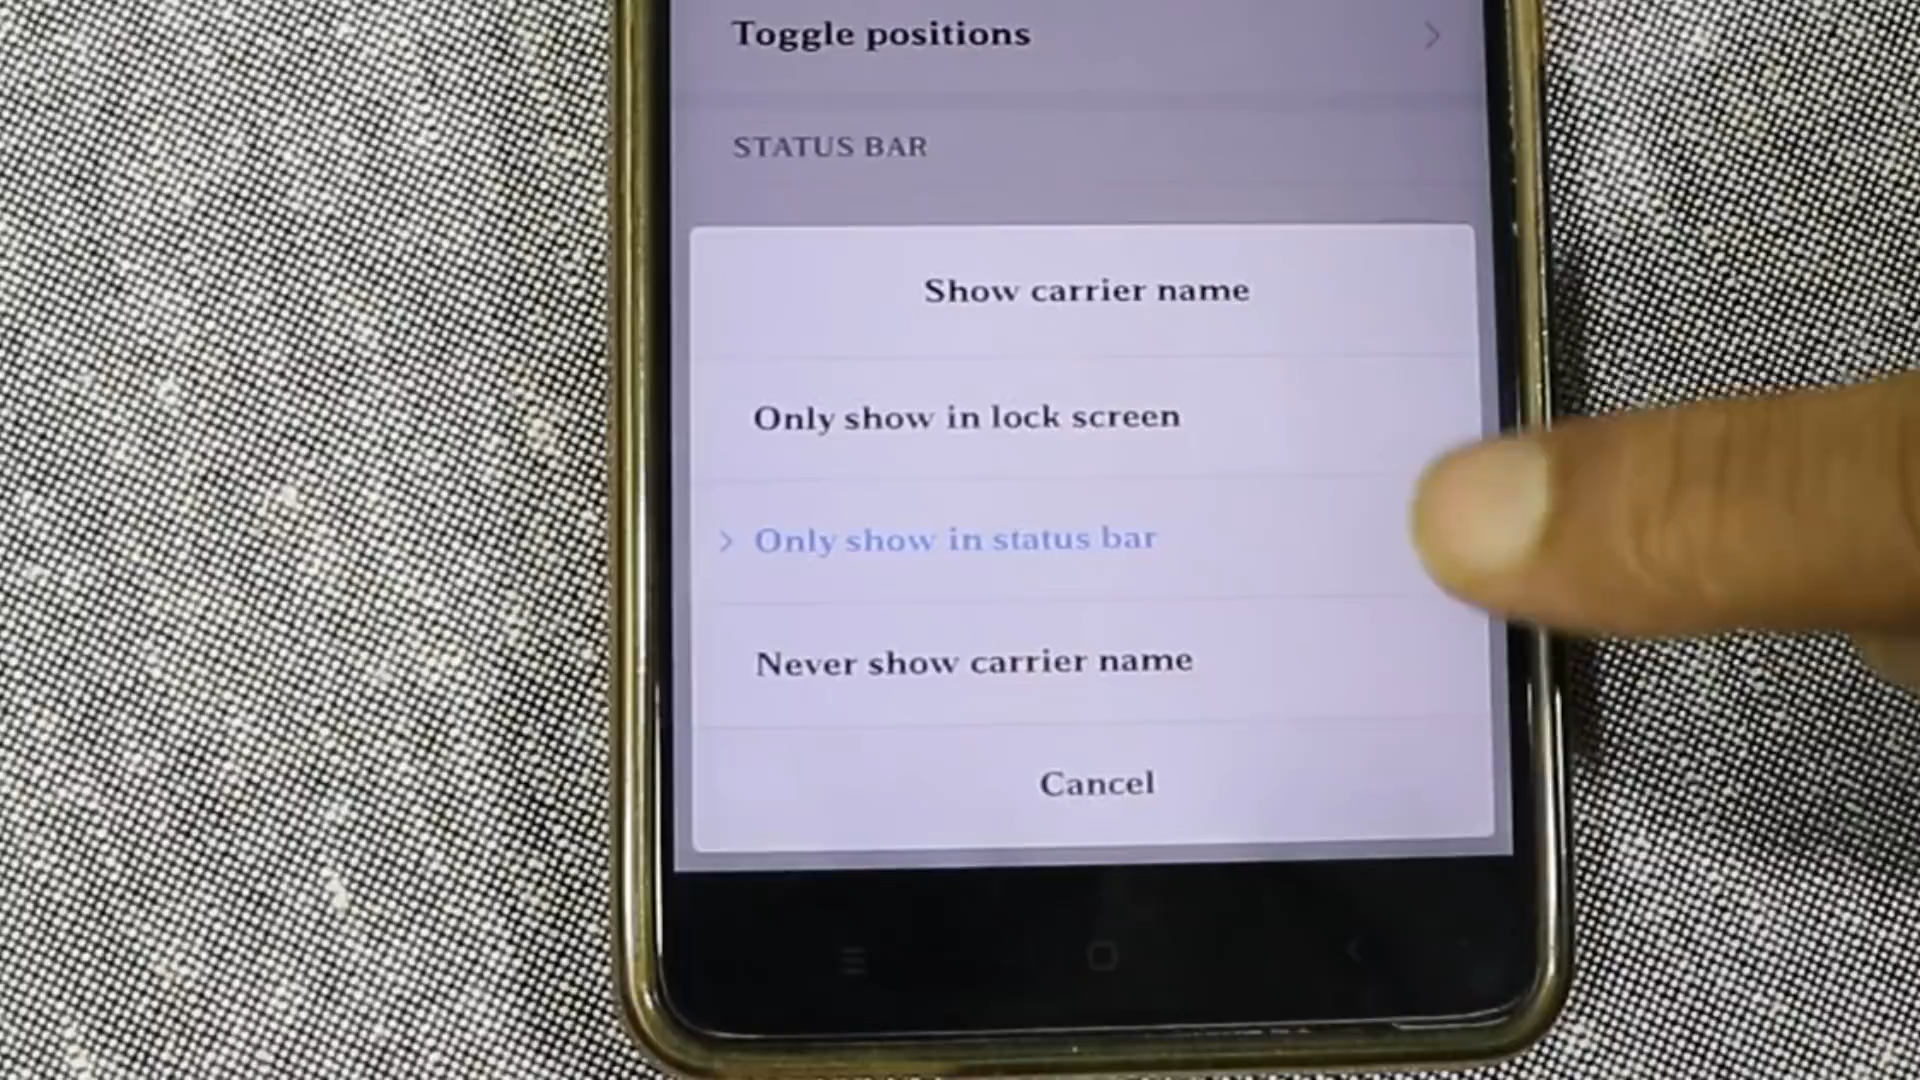 Toggle positions
STATUS BAR
Show carrier name
Only show in lock screen
Only show in status bar
Never show carrier name
Cancel